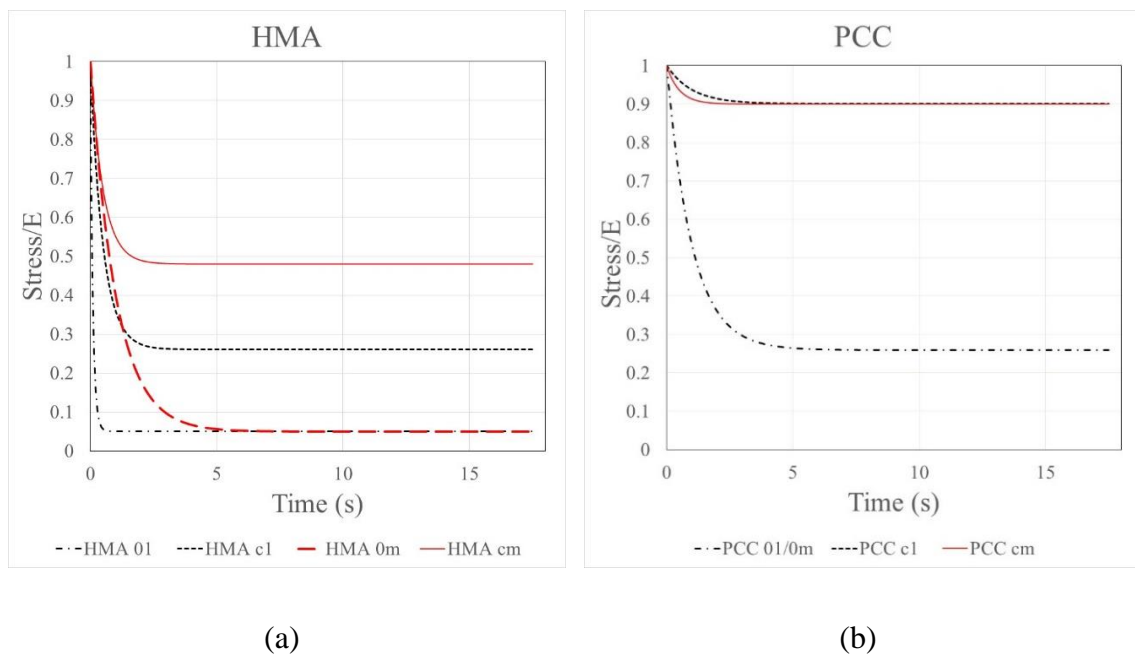 HMA
1
0.9
0.8
0.7
0.6
0.5
0.4
0.3
0.2
0.1
0
Stress/E
0 5 10 15
Time (s)
HMA 01 HMA c1 HMA 0m HMA cm
(a)
PCC
1
0.9
0.8
0.7
0.6
0.5
0.4
0.3
0.2
0.1
0
Stress/E
0 5 10 15
Time (s)
PCC 01/0m PCC c1 PCC cm
(b)